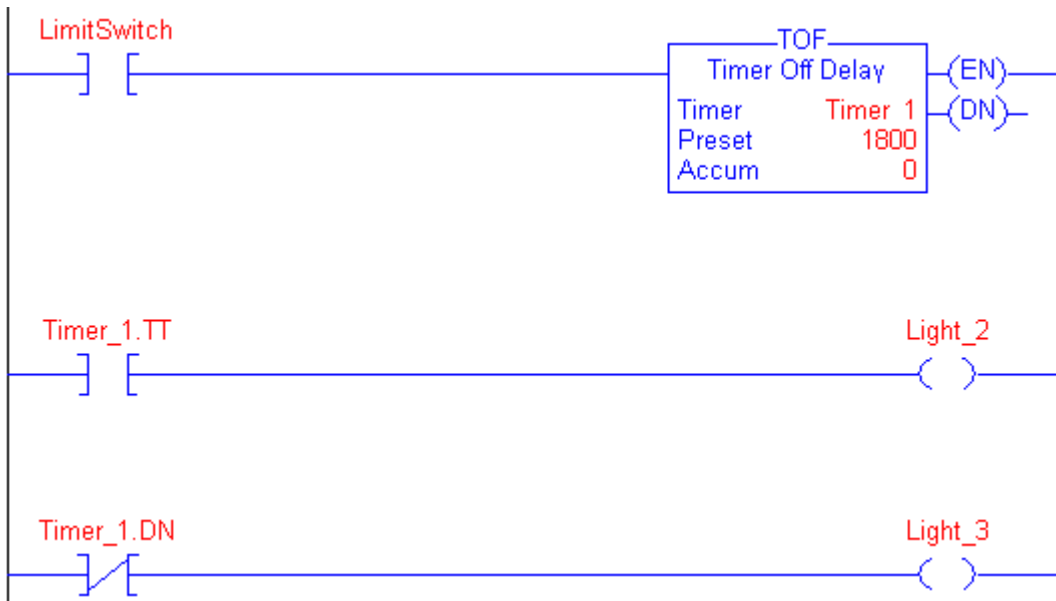 LimitSwitch
TOF
Timer Off Delay
(EN)
Timer Timer 1
(DN)
Preset 1800
Accum 0
Timer_1.TT
Light_2
Timer_1.DN
Light_3